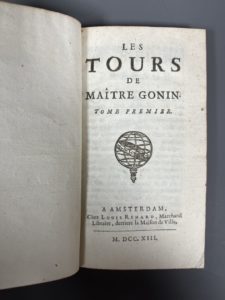 LES
TOURS
DE
MAÎTRE GONIN.
TOME PREMIER.
A AMSTERDAM,
Chez LOUIS RENARD, Marchand
Libraire, derriere la Maison de Ville,
M. DCC. XIII.